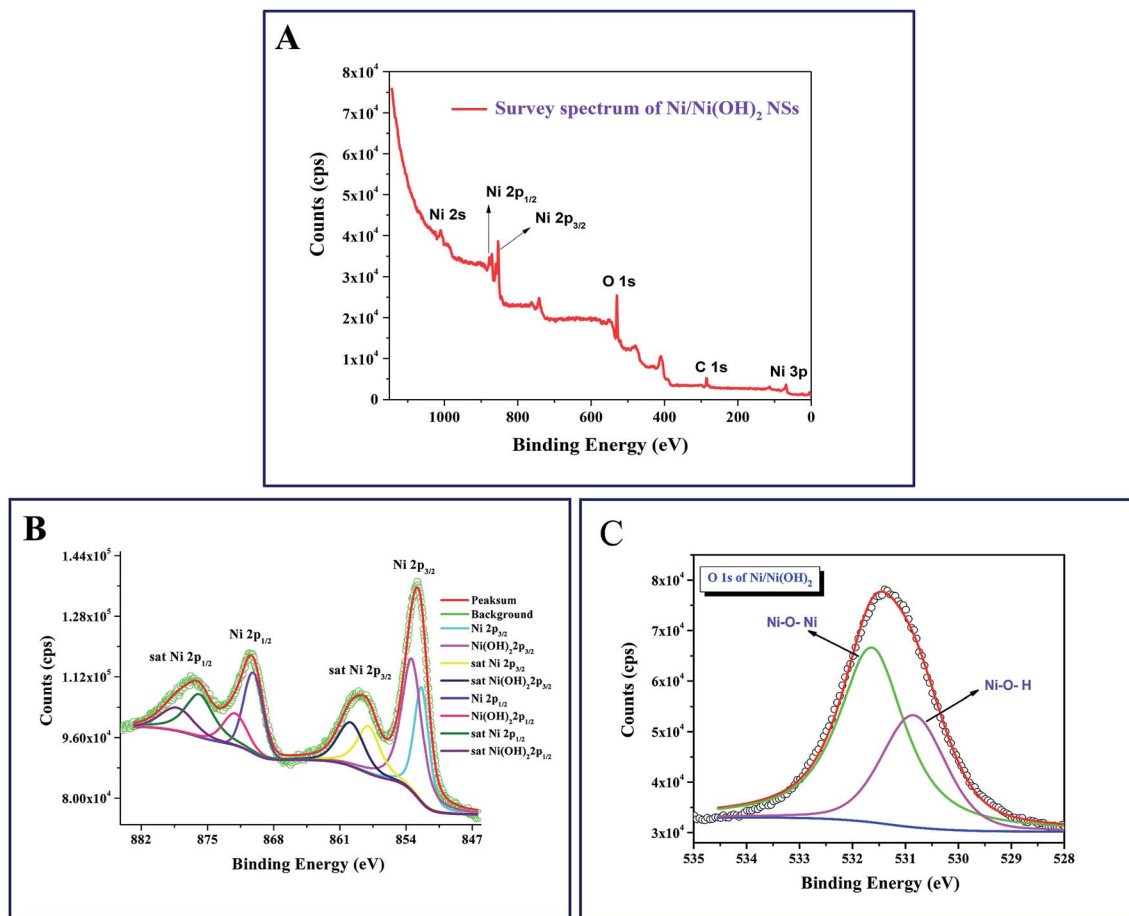 A
8x10⁴
7x10⁴
6x10⁴
5x10⁴
4x10⁴
3x10⁴
2x10⁴
1x10⁴
0
Counts (cps)
Survey spectrum of Ni/Ni(OH)₂ NSs
Ni 2s
Ni 2p₁/₂
Ni 2p₃/₂
O 1s
C 1s
Ni 3p
1000 800 600 400 200 0
Binding Energy (eV)
B
1.44x10⁵
1.28x10⁵
1.12x10⁵
9.60x10⁴
8.00x10⁴
Counts (cps)
sat Ni 2p₁/₂
Ni 2p₁/₂
sat Ni 2p₃/₂
Ni 2p₃/₂
Peaksum
Background
Ni 2p₃/₂
Ni(OH)₂2p₃/₂
sat Ni 2p₃/₂
sat Ni(OH)₂2p₃/₂
Ni 2p₁/₂
Ni(OH)₂2p₁/₂
sat Ni 2p₁/₂
sat Ni(OH)₂2p₁/₂
882 875 868 861 854 847
Binding Energy (eV)
C
8x10⁴
7x10⁴
6x10⁴
5x10⁴
4x10⁴
3x10⁴
Counts (cps)
O 1s of Ni/Ni(OH)₂
Ni-O- Ni
Ni-O- H
535 534 533 532 531 530 529 528
Binding Energy (eV)